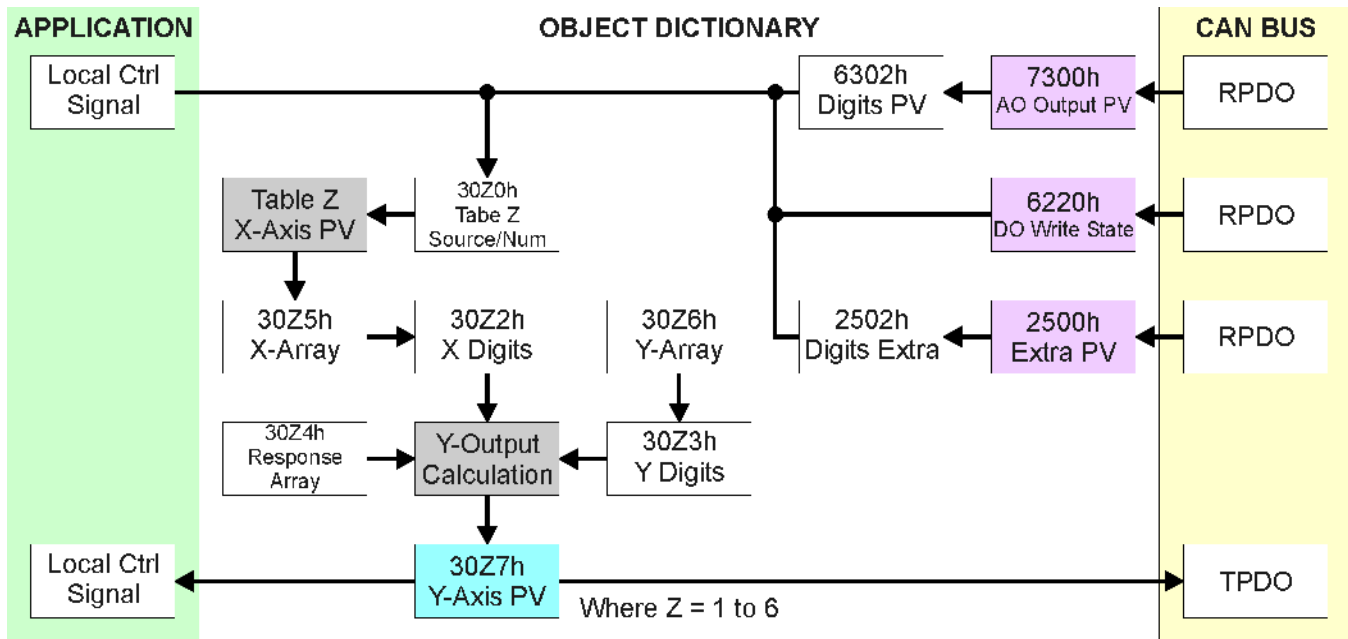 APPLICATION
OBJECT DICTIONARY
CAN BUS
Local Ctrl
Signal
6302h
Digits PV
7300h
AO Output PV
RPDO
Table Z
X-Axis PV
30Z0h
Tabe Z
Source/Num
6220h
DO Write State
RPDO
30Z5h
X-Array
30Z2h
X Digits
30Z6h
Y-Array
2502h
Digits Extra
2500h
Extra PV
RPDO
30Z4h
Response
Array
Y-Output
Calculation
30Z3h
Y Digits
Local Ctrl
Signal
30Z7h
Y-Axis PV
Where Z = 1 to 6
TPDO